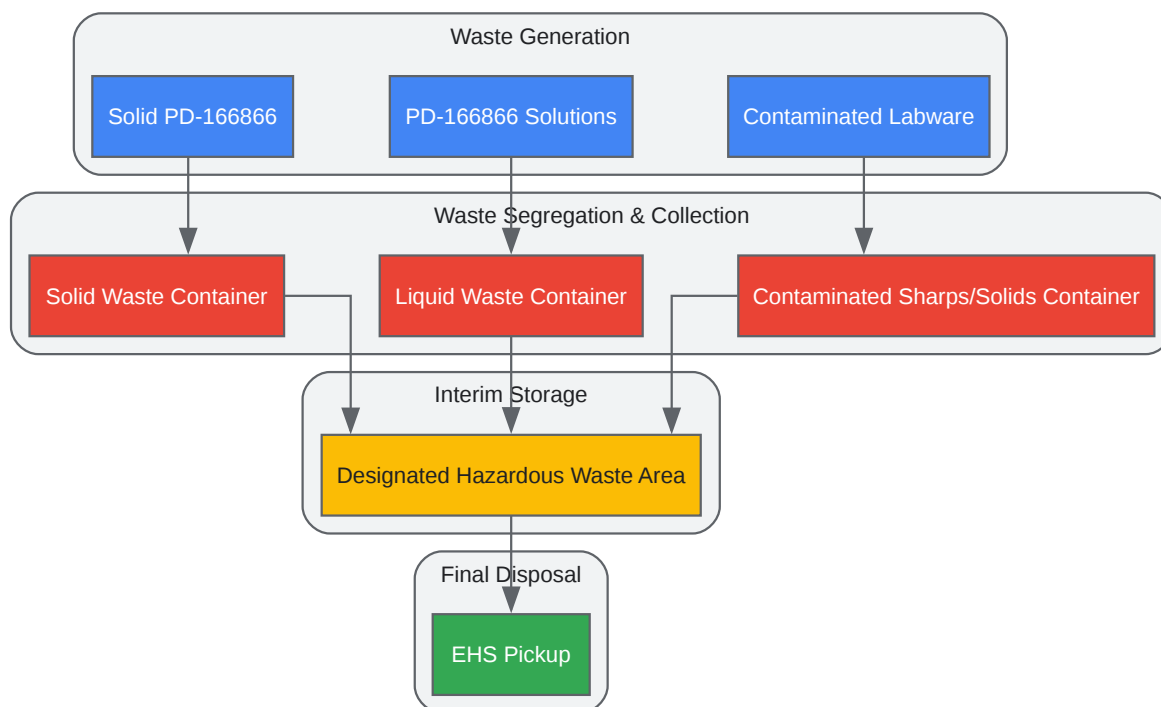 Waste Generation
Solid PD-166866
PD-166866 Solutions
Contaminated Labware
Waste Segregation & Collection
Solid Waste Container
Liquid Waste Container
Contaminated Sharps/Solids Container
Interim Storage
Designated Hazardous Waste Area
Final Disposal
EHS Pickup